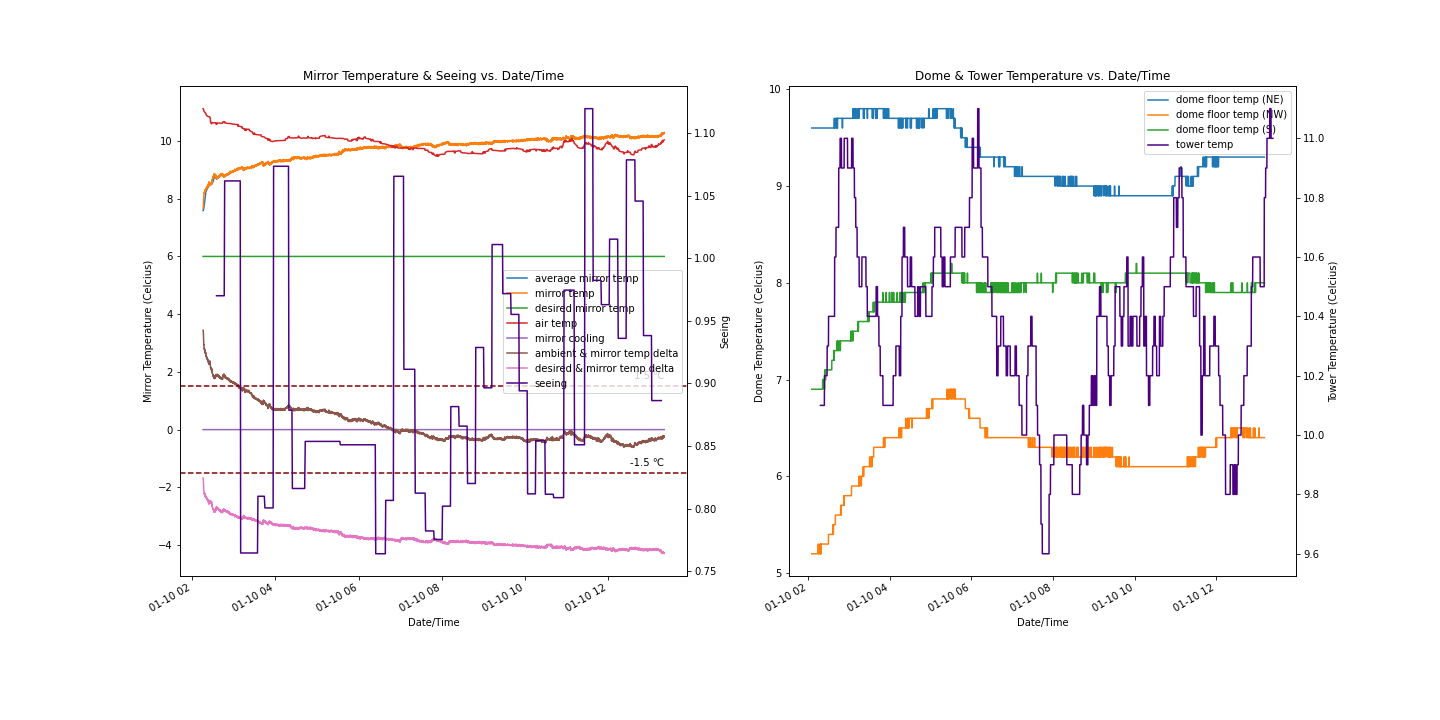 Mirror Temperature & Seeing vs. Date/Time
Mirror Temperature (Celcius)
10
8
6
4
2
0
−2
−4
average mirror temp
mirror temp
desired mirror temp
air temp
mirror cooling
ambient & mirror temp delta
desired & mirror temp delta
seeing
1.5 °C
-1.5 °C
1.10
1.05
1.00
0.95
0.90
0.85
0.80
0.75
Seeing
01-10 02
01-10 04
01-10 06
01-10 08
01-10 10
01-10 12
Date/Time
Dome & Tower Temperature vs. Date/Time
Dome Temperature (Celsius)
10
9
8
7
6
5
dome floor temp (NE)
dome floor temp (NW)
dome floor temp (S)
tower temp
11.0
10.8
10.6
10.4
10.2
10.0
9.8
9.6
Tower Temperature (Celcius)
01-10 02
01-10 04
01-10 06
01-10 08
01-10 10
01-10 12
Date/Time